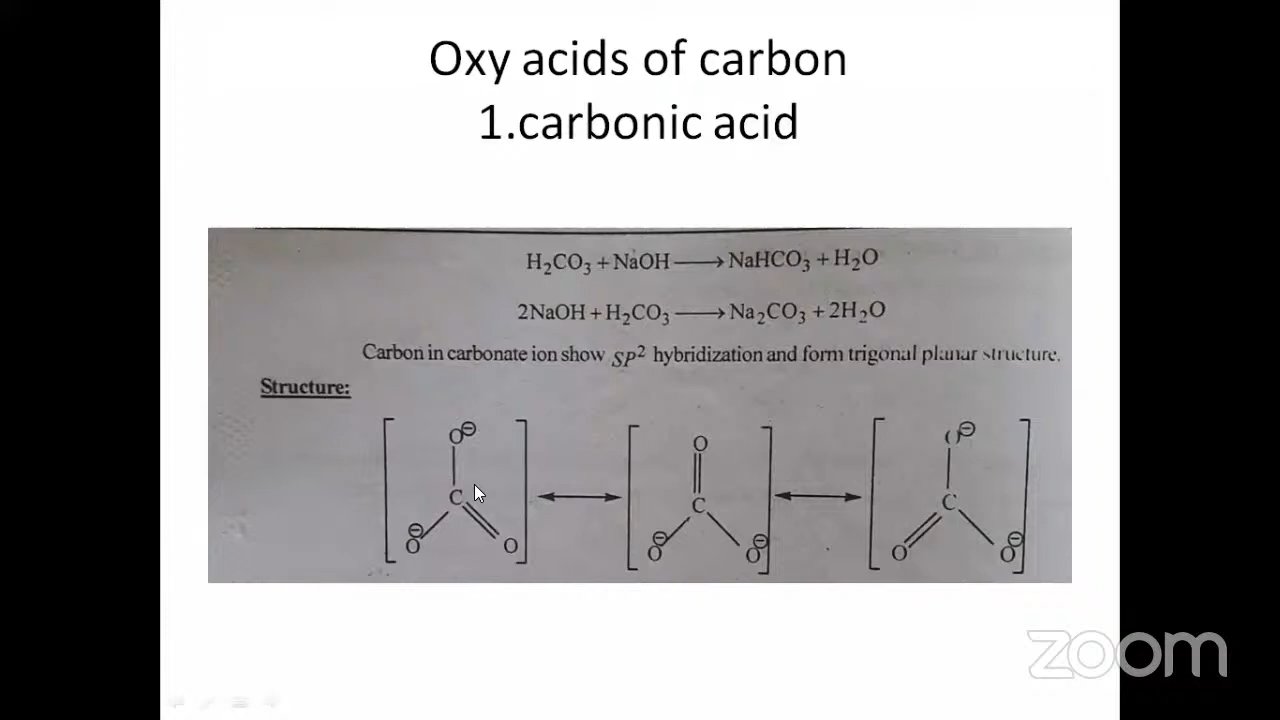 Oxy acids of carbon
1.carbonic acid
H₂CO₃ + NaOH ⟶ NaHCO₃ + H₂O
2NaOH + H₂CO₃ ⟶ Na₂CO₃ + 2H₂O
Carbon in carbonate ion show SP² hybridization and form trigonal planar structure.
Structure:
O⊖ O O⊖
C C C
⊖O O ⊖O O⊖ O O⊖
zoom